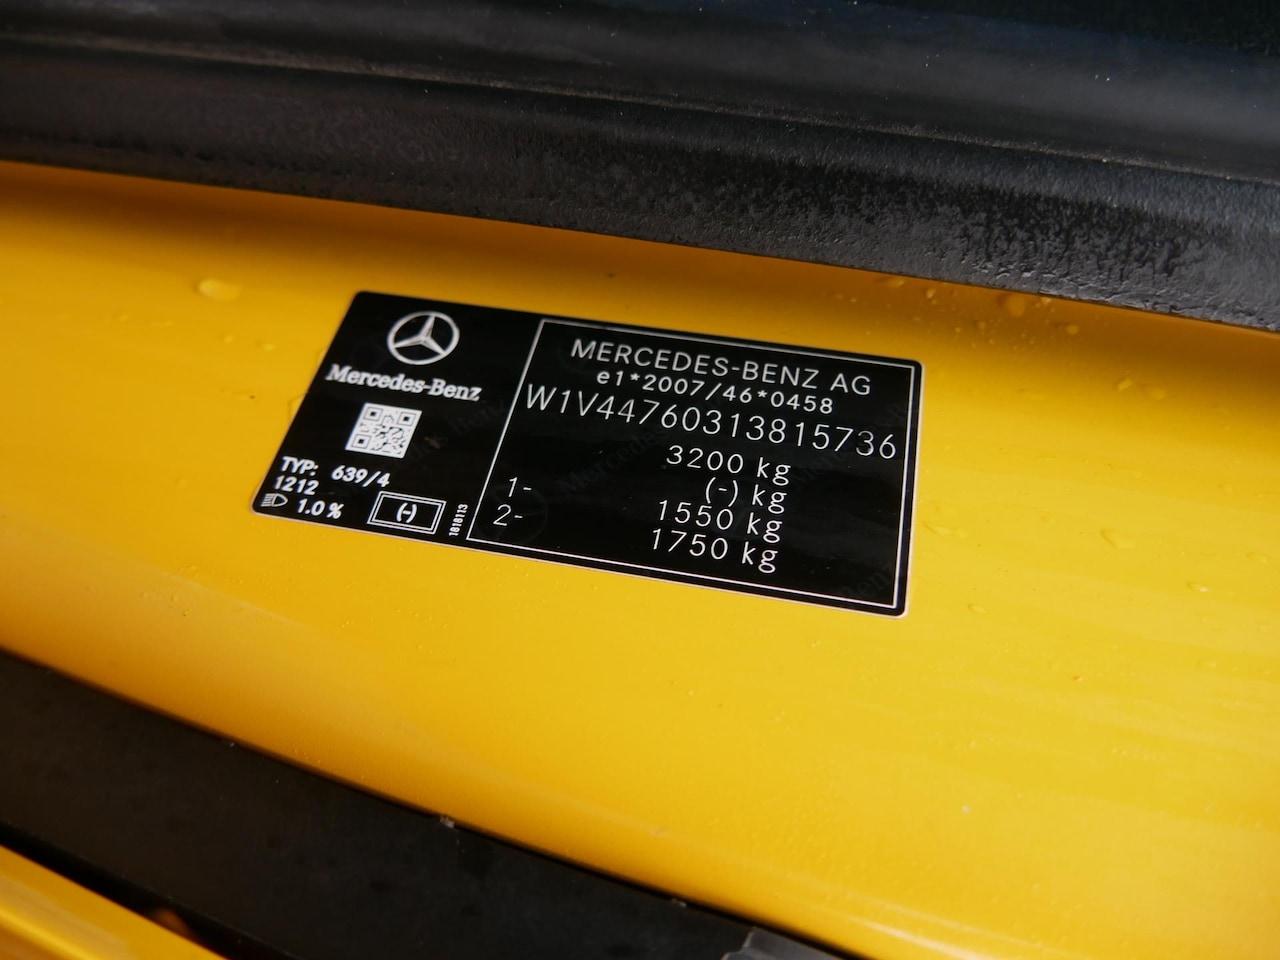 Mercedes-Benz
TYP: 639/4
1212
1.0 %
(-)
1818113
MERCEDES-BENZ AG
e1*2007/46*0458
W1V44760313815736
3200 kg
(-) kg
1- 1550 kg
2- 1750 kg